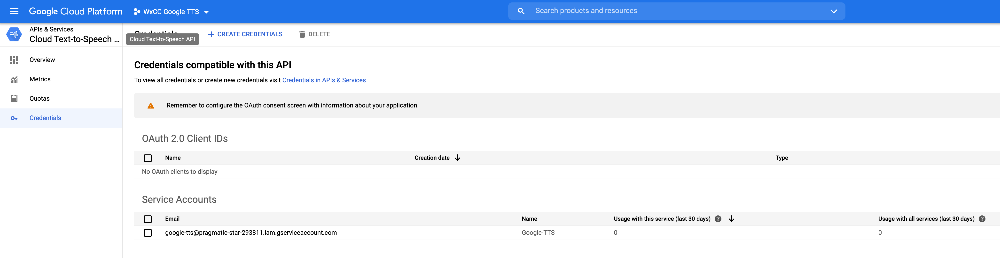 Google Cloud Platform
WxCC-Google-TTS
Search products and resources
APIs & Services
Cloud Text-to-Speech ...
Credentials
Cloud Text-to-Speech API
CREATE CREDENTIALS
DELETE
Overview
Metrics
Quotas
Credentials
Credentials compatible with this API
To view all credentials or create new credentials visit Credentials in APIs & Services
Remember to configure the OAuth consent screen with information about your application.
OAuth 2.0 Client IDs
Name Creation date Type
No OAuth clients to display
Service Accounts
Email Name Usage with this service (last 30 days) Usage with all services (last 30 days)
google-tts@pragmatic-star-293811.iam.gserviceaccount.com Google-TTS 0 0